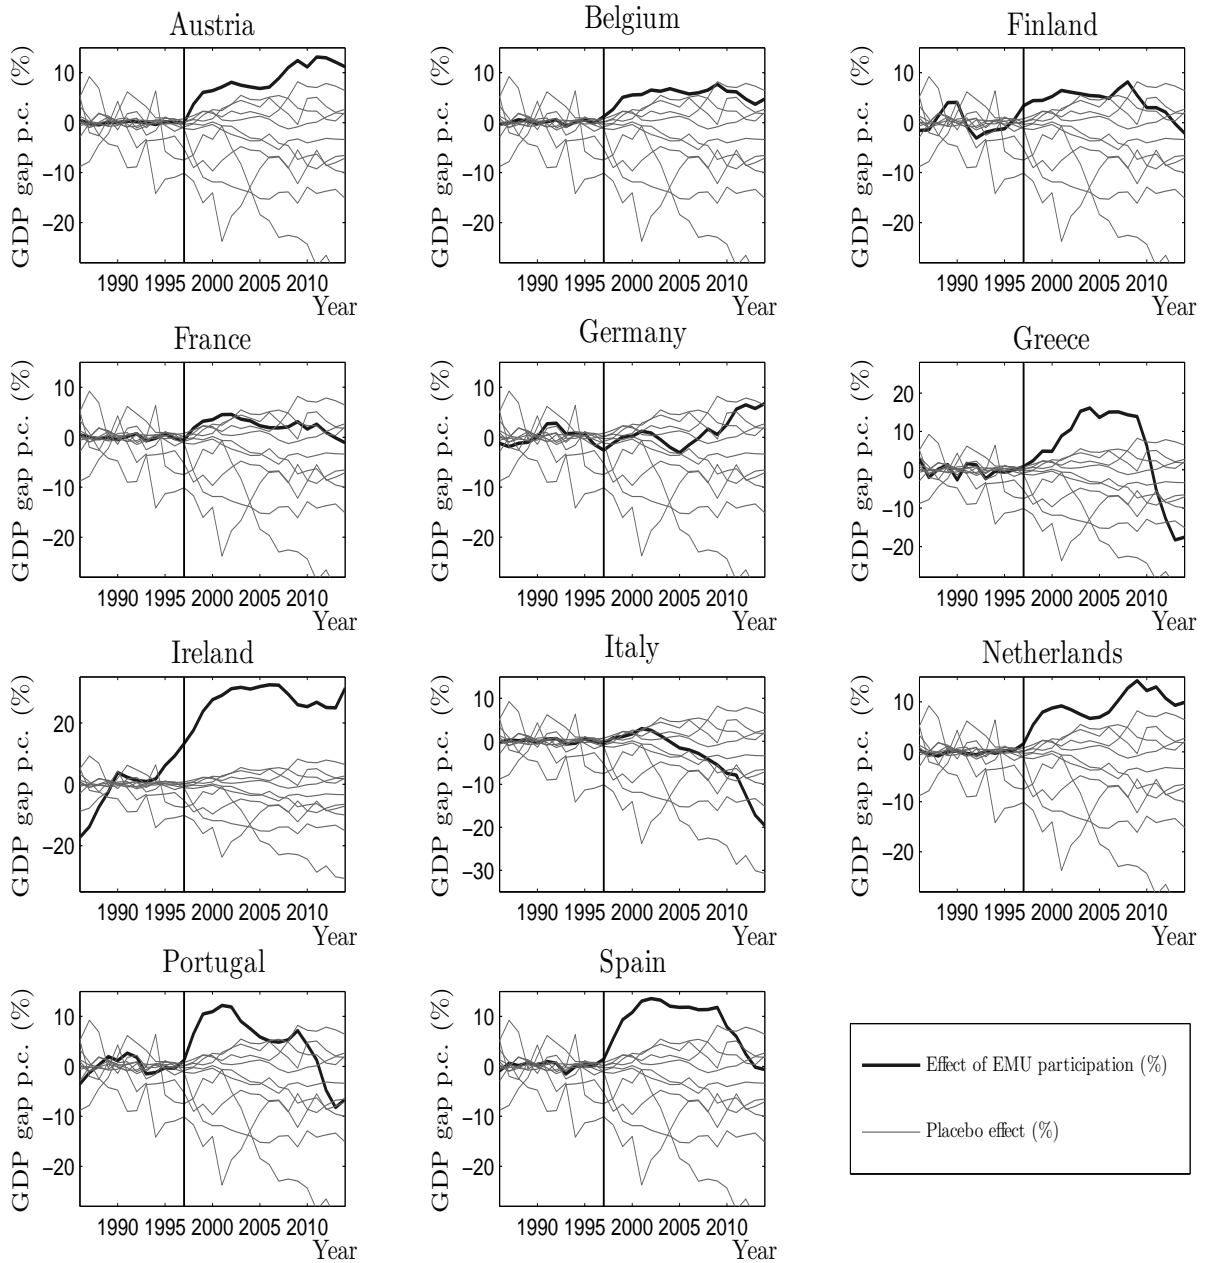 Austria
GDP gap p.c. (%)
10
0
−10
−20
1990 1995 2000 2005 2010
Year
Belgium
GDP gap p.c. (%)
10
0
−10
−20
1990 1995 2000 2005 2010
Year
Finland
GDP gap p.c. (%)
10
0
−10
−20
1990 1995 2000 2005 2010
Year
France
GDP gap p.c. (%)
10
0
−10
−20
1990 1995 2000 2005 2010
Year
Germany
GDP gap p.c. (%)
10
0
−10
−20
1990 1995 2000 2005 2010
Year
Greece
GDP gap p.c. (%)
20
10
0
−10
−20
1990 1995 2000 2005 2010
Year
Ireland
GDP gap p.c. (%)
20
0
−20
1990 1995 2000 2005 2010
Year
Italy
GDP gap p.c. (%)
10
0
−10
−20
−30
1990 1995 2000 2005 2010
Year
Netherlands
GDP gap p.c. (%)
10
0
−10
−20
1990 1995 2000 2005 2010
Year
Portugal
GDP gap p.c. (%)
10
0
−10
−20
1990 1995 2000 2005 2010
Year
Spain
GDP gap p.c. (%)
10
0
−10
−20
1990 1995 2000 2005 2010
Year
Effect of EMU participation (%)
Placebo effect (%)